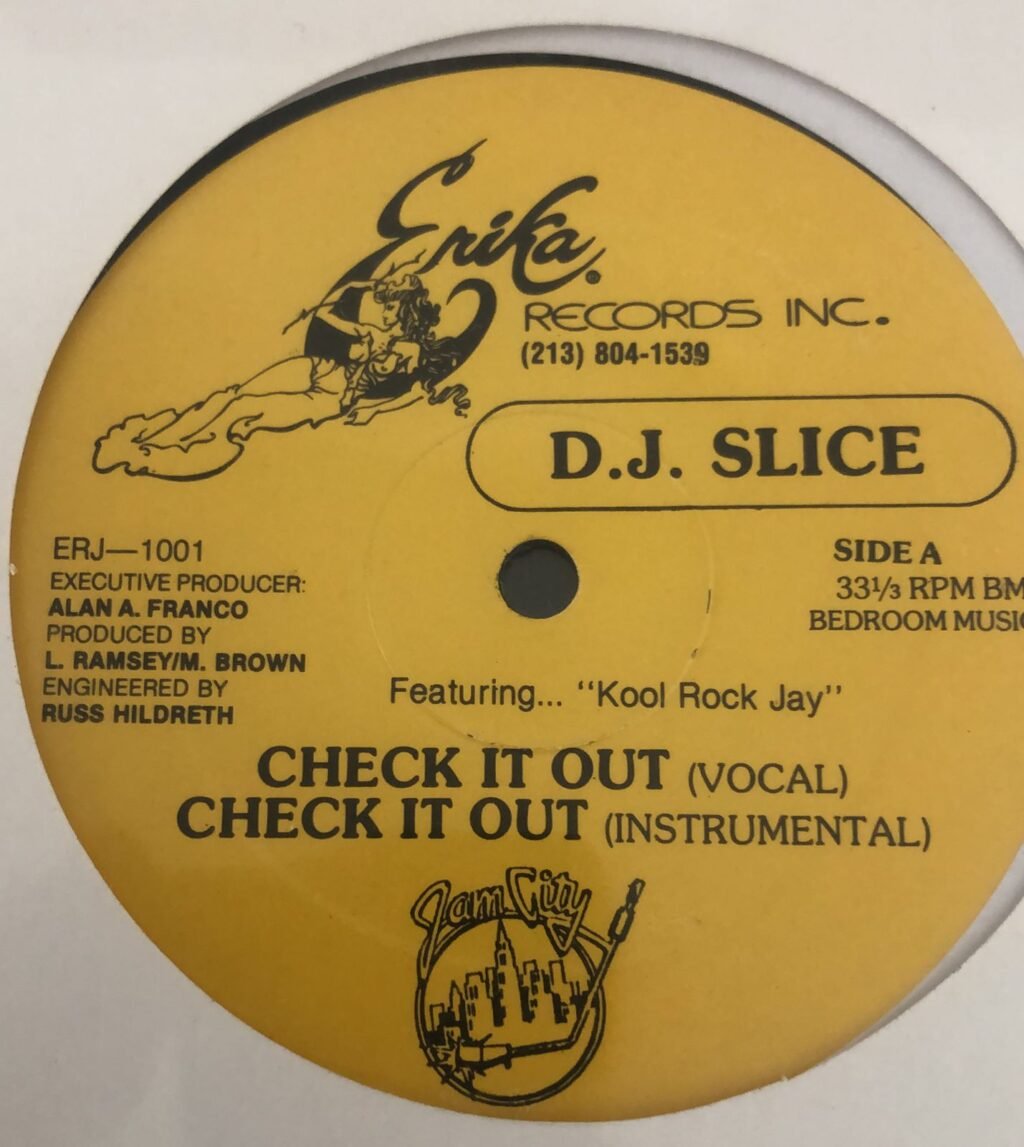 Erika
RECORDS INC.
(213) 804-1539
D.J. SLICE
ERJ—1001
EXECUTIVE PRODUCER:
ALAN A. FRANCO
PRODUCED BY
L. RAMSEY/M. BROWN
ENGINEERED BY
RUSS HILDRETH
SIDE A
33⅓ RPM BM
BEDROOM MUSIC
Featuring... "Kool Rock Jay"
CHECK IT OUT (VOCAL)
CHECK IT OUT (INSTRUMENTAL)
Jam City